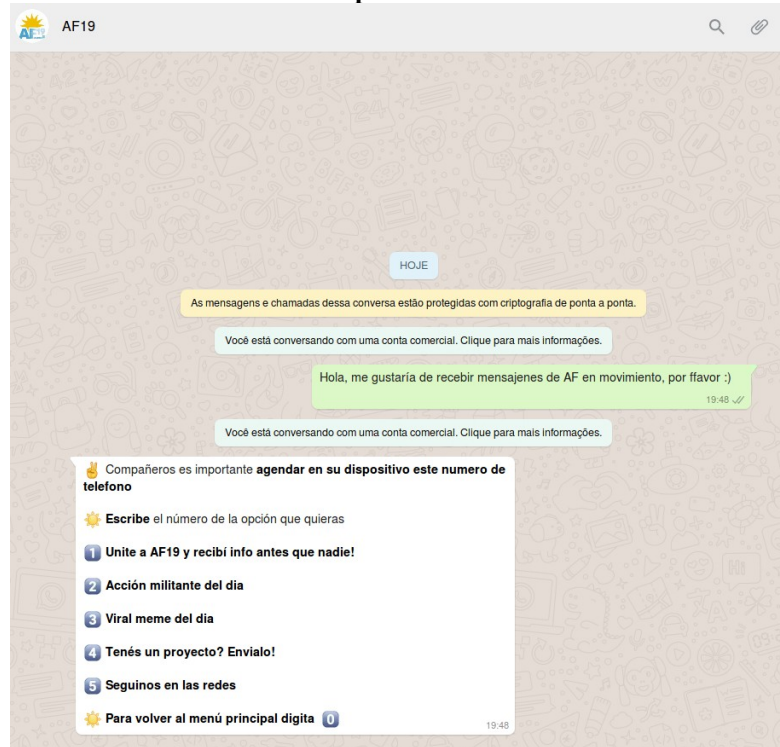 AF19
HOJE
As mensagens e chamadas dessa conversa estão protegidas com criptografia de ponta a ponta.
Você está conversando com uma conta comercial. Clique para mais informações.
Hola, me gustaría de recebir mensajenes de AF en movimiento, por ffavor :)
19:48
Você está conversando com uma conta comercial. Clique para mais informações.
✌ Compañeros es importante agendar en su dispositivo este numero de
telefono
☀ Escribe el número de la opción que quieras
1 Unite a AF19 y recibí info antes que nadie!
2 Acción militante del dia
3 Viral meme del dia
4 Tenés un proyecto? Envialo!
5 Seguinos en las redes
☀ Para volver al menú principal digita 0
19:48